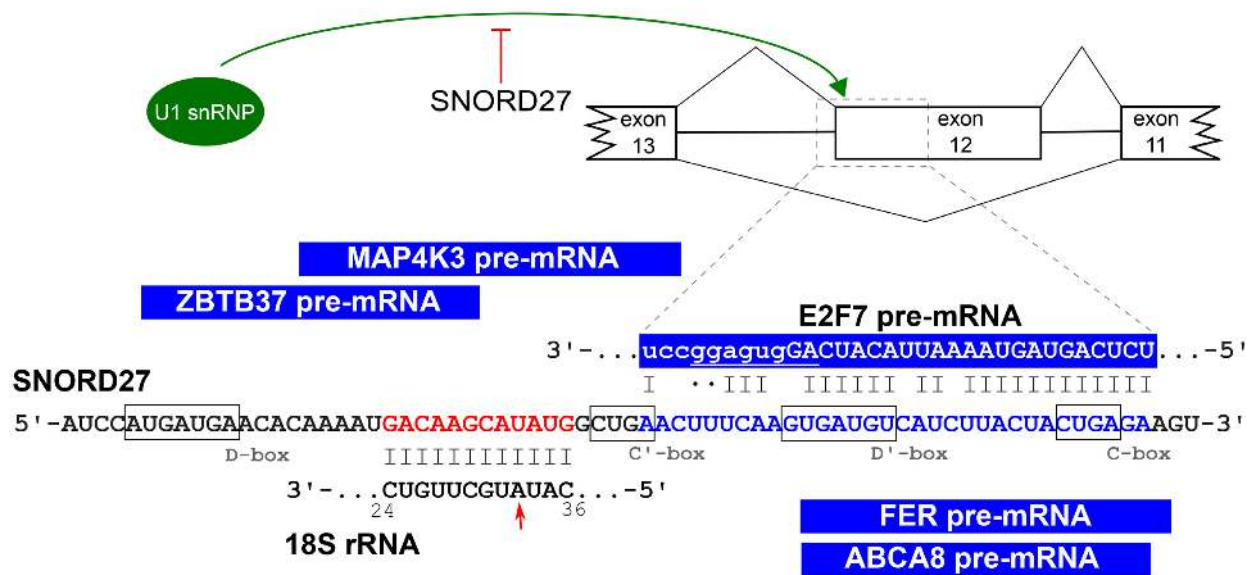 U1 snRNP
SNORD27
exon 13
exon 12
exon 11
MAP4K3 pre-mRNA
ZBTB37 pre-mRNA
E2F7 pre-mRNA
3'-...uccggagugGACUACAUUAAAAUGAUGACUCU...-5'
SNORD27
5'-AUCCAUGAUGAACACAAAAUGACAAGCAUAUGGCUGAACUUUCAAGUGAUGUCAUCUUACUACUGAGAAGU-3'
D-box
C'-box
D'-box
C-box
3'-...CUGUUCGUAUAC...-5'
24
36
18S rRNA
FER pre-mRNA
ABCA8 pre-mRNA